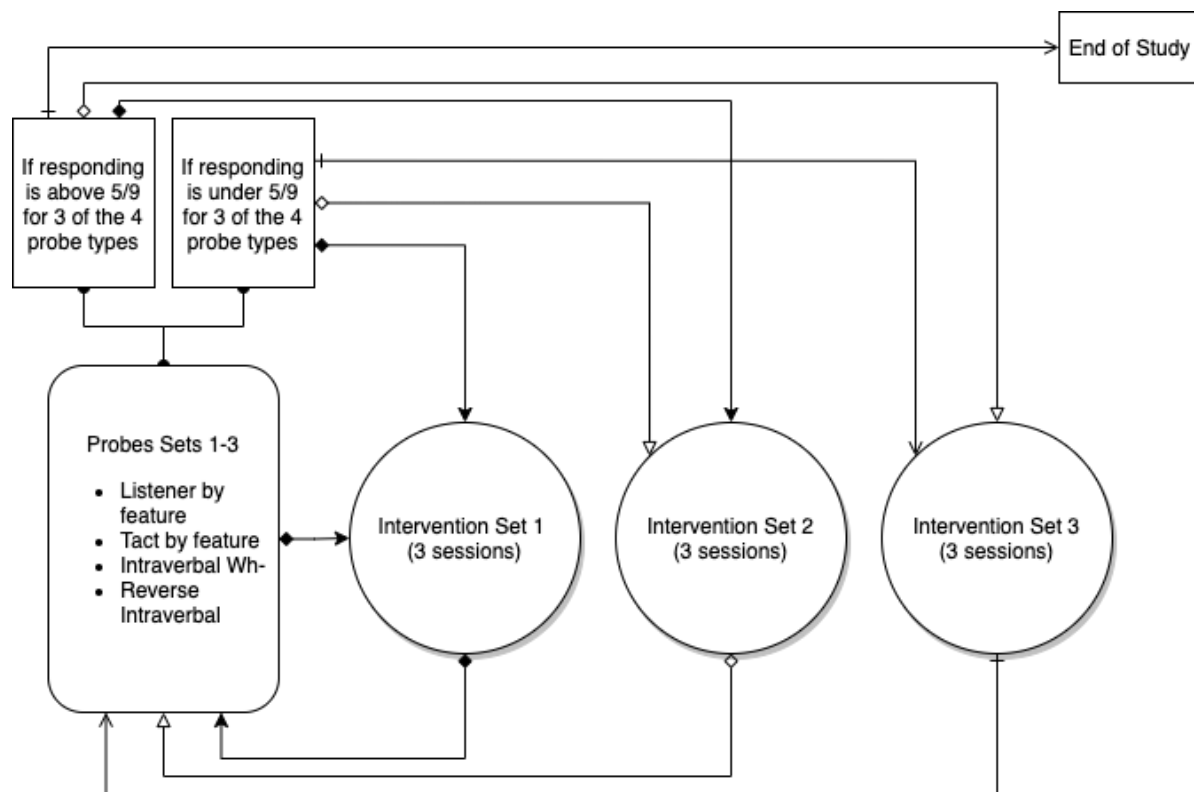 End of Study
If responding
is above 5/9
for 3 of the 4
probe types
If responding
is under 5/9
for 3 of the 4
probe types
Probes Sets 1-3
• Listener by
feature
• Tact by feature
• Intraverbal Wh-
• Reverse
Intraverbal
Intervention Set 1
(3 sessions)
Intervention Set 2
(3 sessions)
Intervention Set 3
(3 sessions)